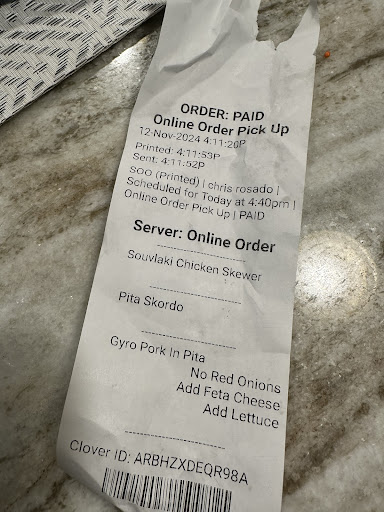 ORDER: PAID
Online Order Pick Up
12-Nov-2024 4:11:20P
Printed: 4:11:53P
Sent: 4:11:52P
SOO (Printed) | chris rosado |
Scheduled for Today at 4:40pm |
Online Order Pick Up | PAID
Server: Online Order
Souvlaki Chicken Skewer
Pita Skordo
Gyro Pork In Pita
No Red Onions
Add Feta Cheese
Add Lettuce
Clover ID: ARBHZXDEQR98A